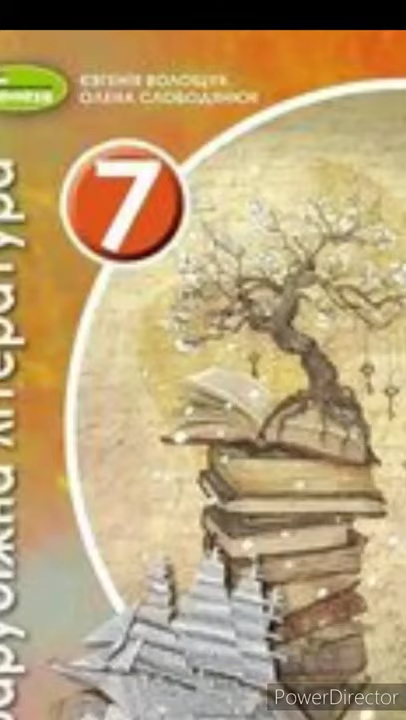 ЄВГЕНІЯ ВОЛОЩУК
ОЛЕНА СЛОБОДЯНЮК
7
арубіжна література
PowerDirector